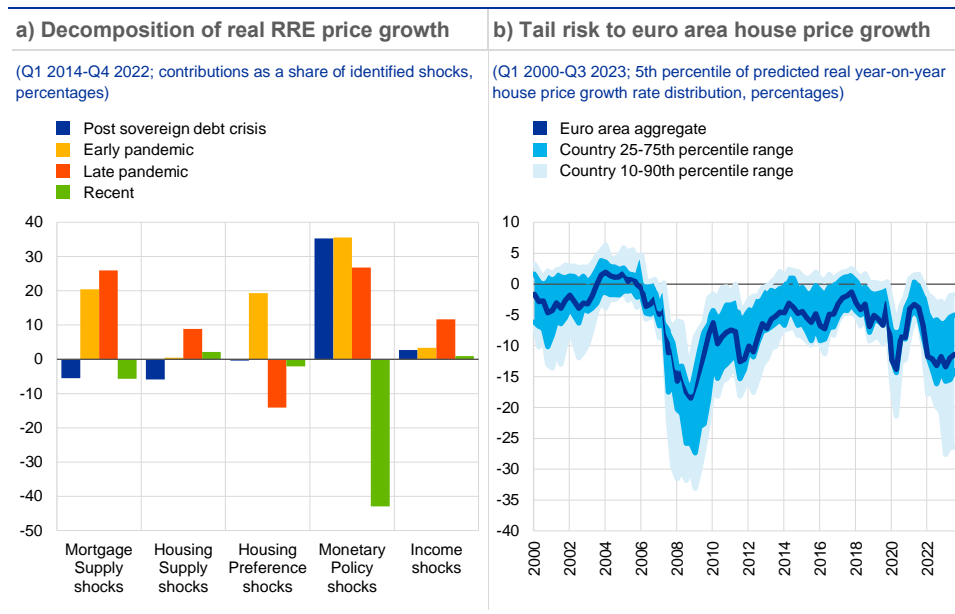 a) Decomposition of real RRE price growth
(Q1 2014-Q4 2022; contributions as a share of identified shocks,
percentages)
Post sovereign debt crisis
Early pandemic
Late pandemic
Recent
40
30
20
10
0
-10
-20
-30
-40
-50
Mortgage
Supply
shocks
Housing
Supply
shocks
Housing
Preference
shocks
Monetary
Policy
shocks
Income
shocks
b) Tail risk to euro area house price growth
(Q1 2000-Q3 2023; 5th percentile of predicted real year-on-year
house price growth rate distribution, percentages)
Euro area aggregate
Country 25-75th percentile range
Country 10-90th percentile range
10
5
0
-5
-10
-15
-20
-25
-30
-35
-40
2000
2002
2004
2006
2008
2010
2012
2014
2016
2018
2020
2022